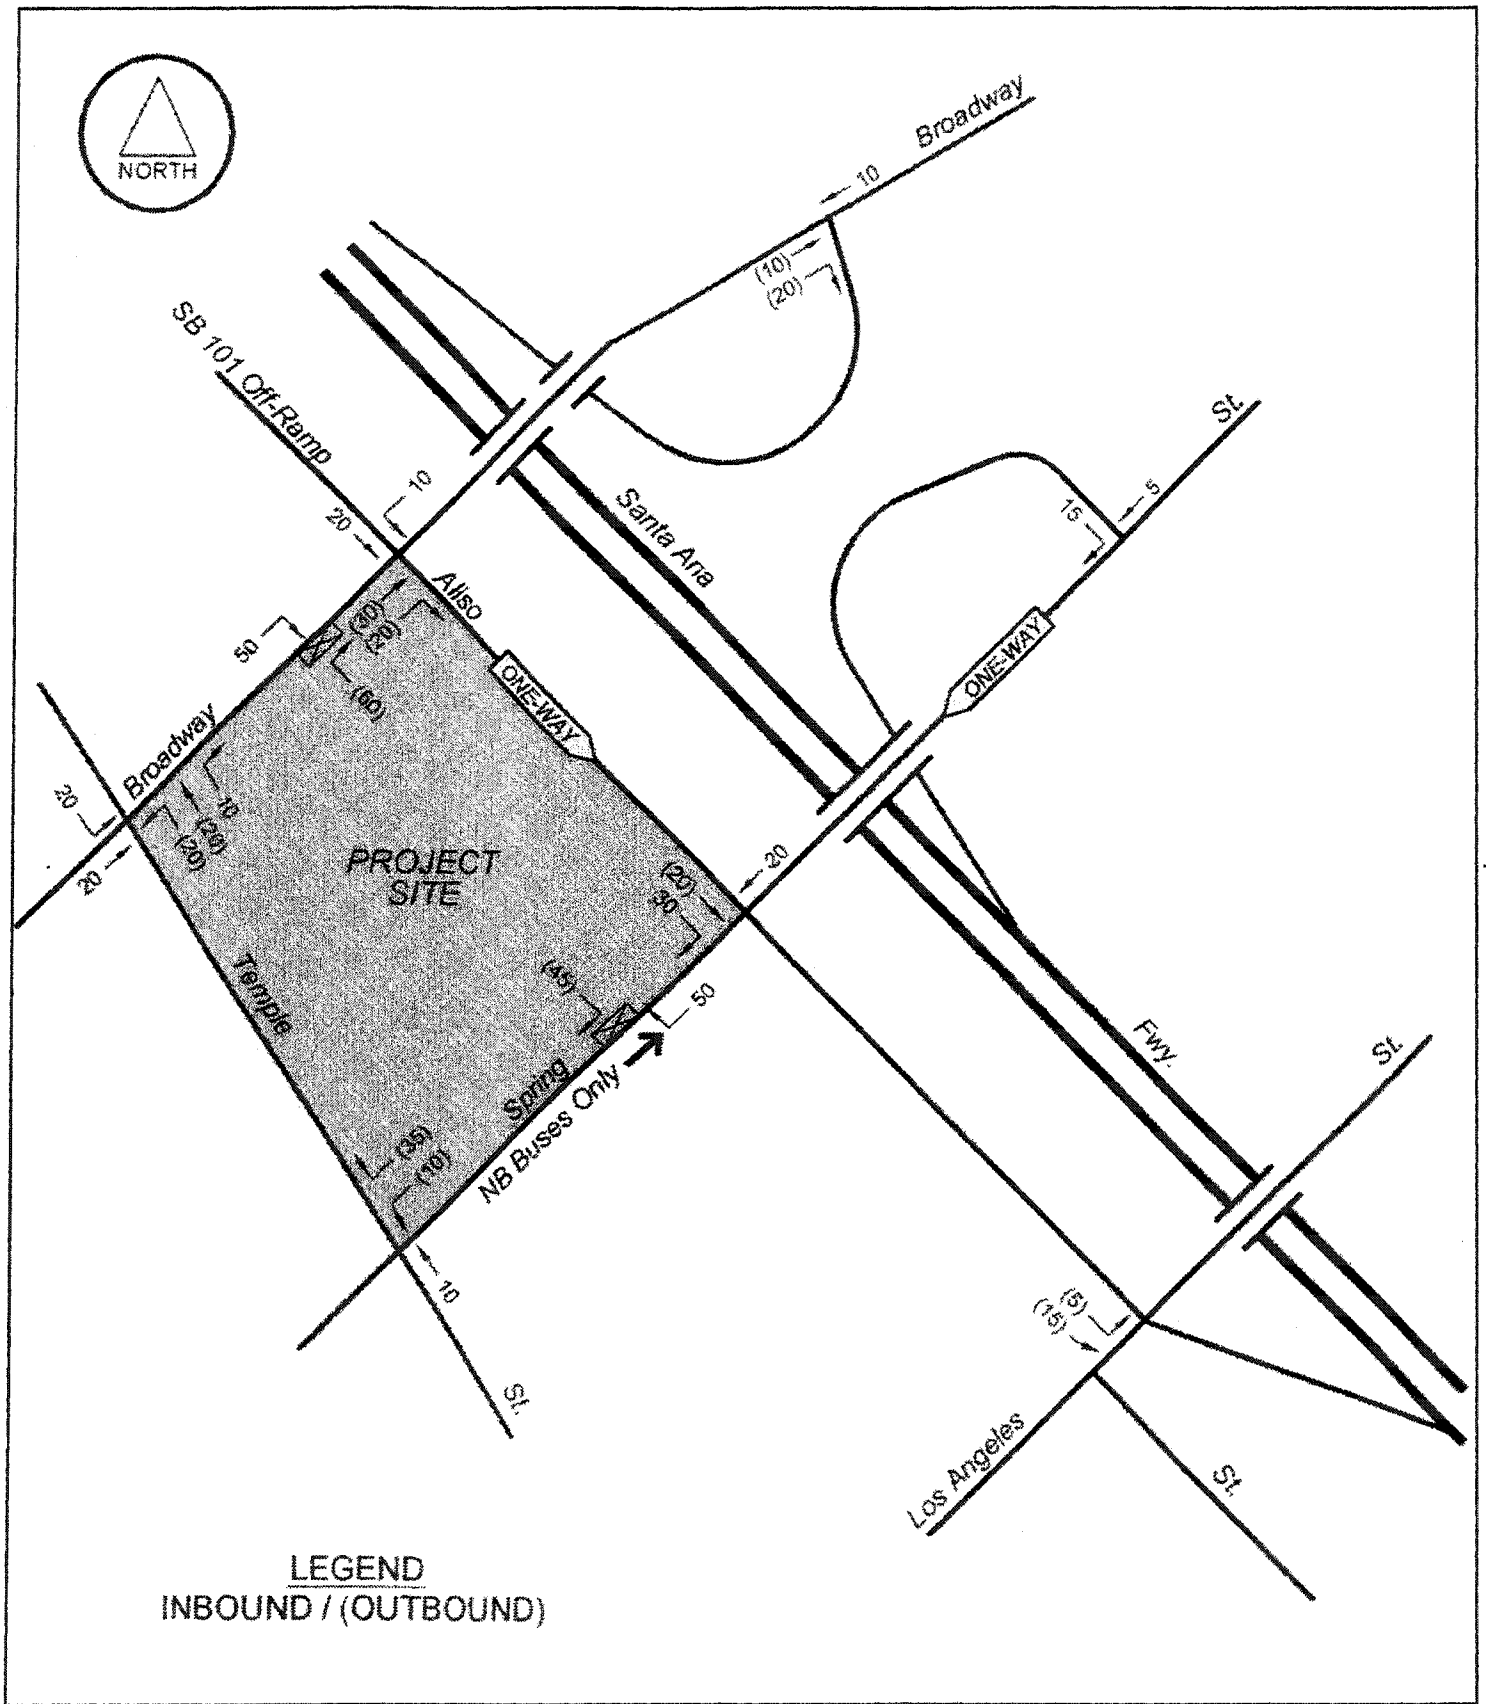 NORTH
Broadway
10
(10)
(20)
SB 101 Off-Ramp
St.
5
15
10
20
Santa Ana
Aliso
(30)
(20)
50
(60)
ONE-WAY
ONE-WAY
Broadway
20
10
(20)
(20)
20
PROJECT
SITE
20
(20)
30
Temple
(45)
50
Spring
NB Buses Only
Fwy.
St.
(35)
(10)
10
(5)
(15)
St.
Los Angeles
St.
LEGEND
INBOUND / (OUTBOUND)